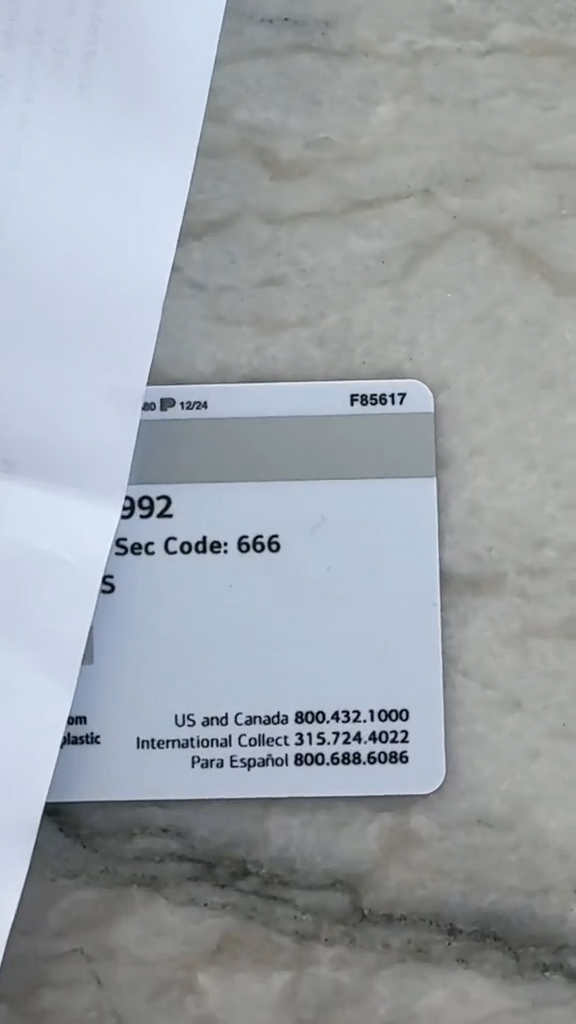 80 P 12/24 F85617
992
Sec Code: 666
S
om
plastic
US and Canada 800.432.1000
International Collect 315.724.4022
Para Español 800.688.6086